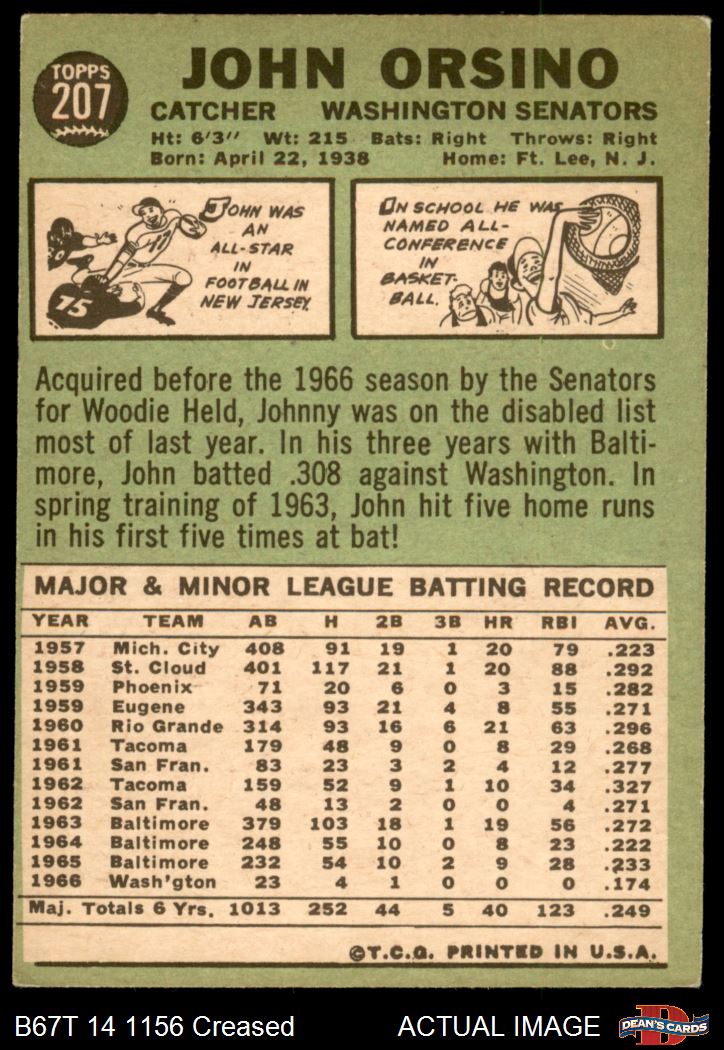 TOPPS
207
JOHN ORSINO
CATCHER WASHINGTON SENATORS
Ht: 6'3" Wt: 215 Bats: Right Throws: Right
Born: April 22, 1938 Home: Ft. Lee, N. J.
JOHN WAS
AN
ALL-STAR
IN
FOOTBALL IN
NEW JERSEY.
11
75
IN SCHOOL HE WAS
NAMED ALL-
CONFERENCE
IN
BASKET-
BALL.
Acquired before the 1966 season by the Senators
for Woodie Held, Johnny was on the disabled list
most of last year. In his three years with Balti-
more, John batted .308 against Washington. In
spring training of 1963, John hit five home runs
in his first five times at bat!
MAJOR & MINOR LEAGUE BATTING RECORD
YEAR TEAM AB H 2B 3B HR RBI AVG.
1957 Mich. City 408 91 19 1 20 79 .223
1958 St. Cloud 401 117 21 1 20 88 .292
1959 Phoenix 71 20 6 0 3 15 .282
1959 Eugene 343 93 21 4 8 55 .271
1960 Rio Grande 314 93 16 6 21 63 .296
1961 Tacoma 179 48 9 0 8 29 .268
1961 San Fran. 83 23 3 2 4 12 .277
1962 Tacoma 159 52 9 1 10 34 .327
1962 San Fran. 48 13 2 0 0 4 .271
1963 Baltimore 379 103 18 1 19 56 .272
1964 Baltimore 248 55 10 0 8 23 .222
1965 Baltimore 232 54 10 2 9 28 .233
1966 Wash'gton 23 4 1 0 0 0 .174
Maj. Totals 6 Yrs. 1013 252 44 5 40 123 .249
©T.C.G. PRINTED IN U.S.A.
B67T 14 1156 Creased ACTUAL IMAGE
DEAN'S CARDS